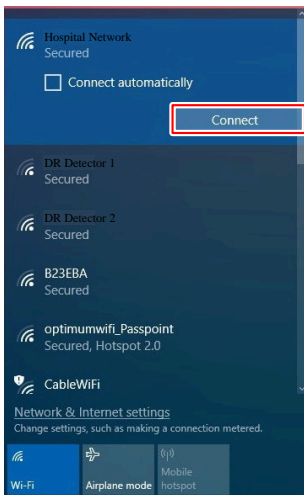 Hospital Network
Secured
Connect automatically
Connect
DR Detector 1
Secured
DR Detector 2
Secured
B23EBA
Secured
optimumwifi_Passpoint
Secured, Hotspot 2.0
CableWiFi
Network & Internet settings
Change settings, such as making a connection metered.
Wi-Fi
Airplane mode
Mobile
hotspot